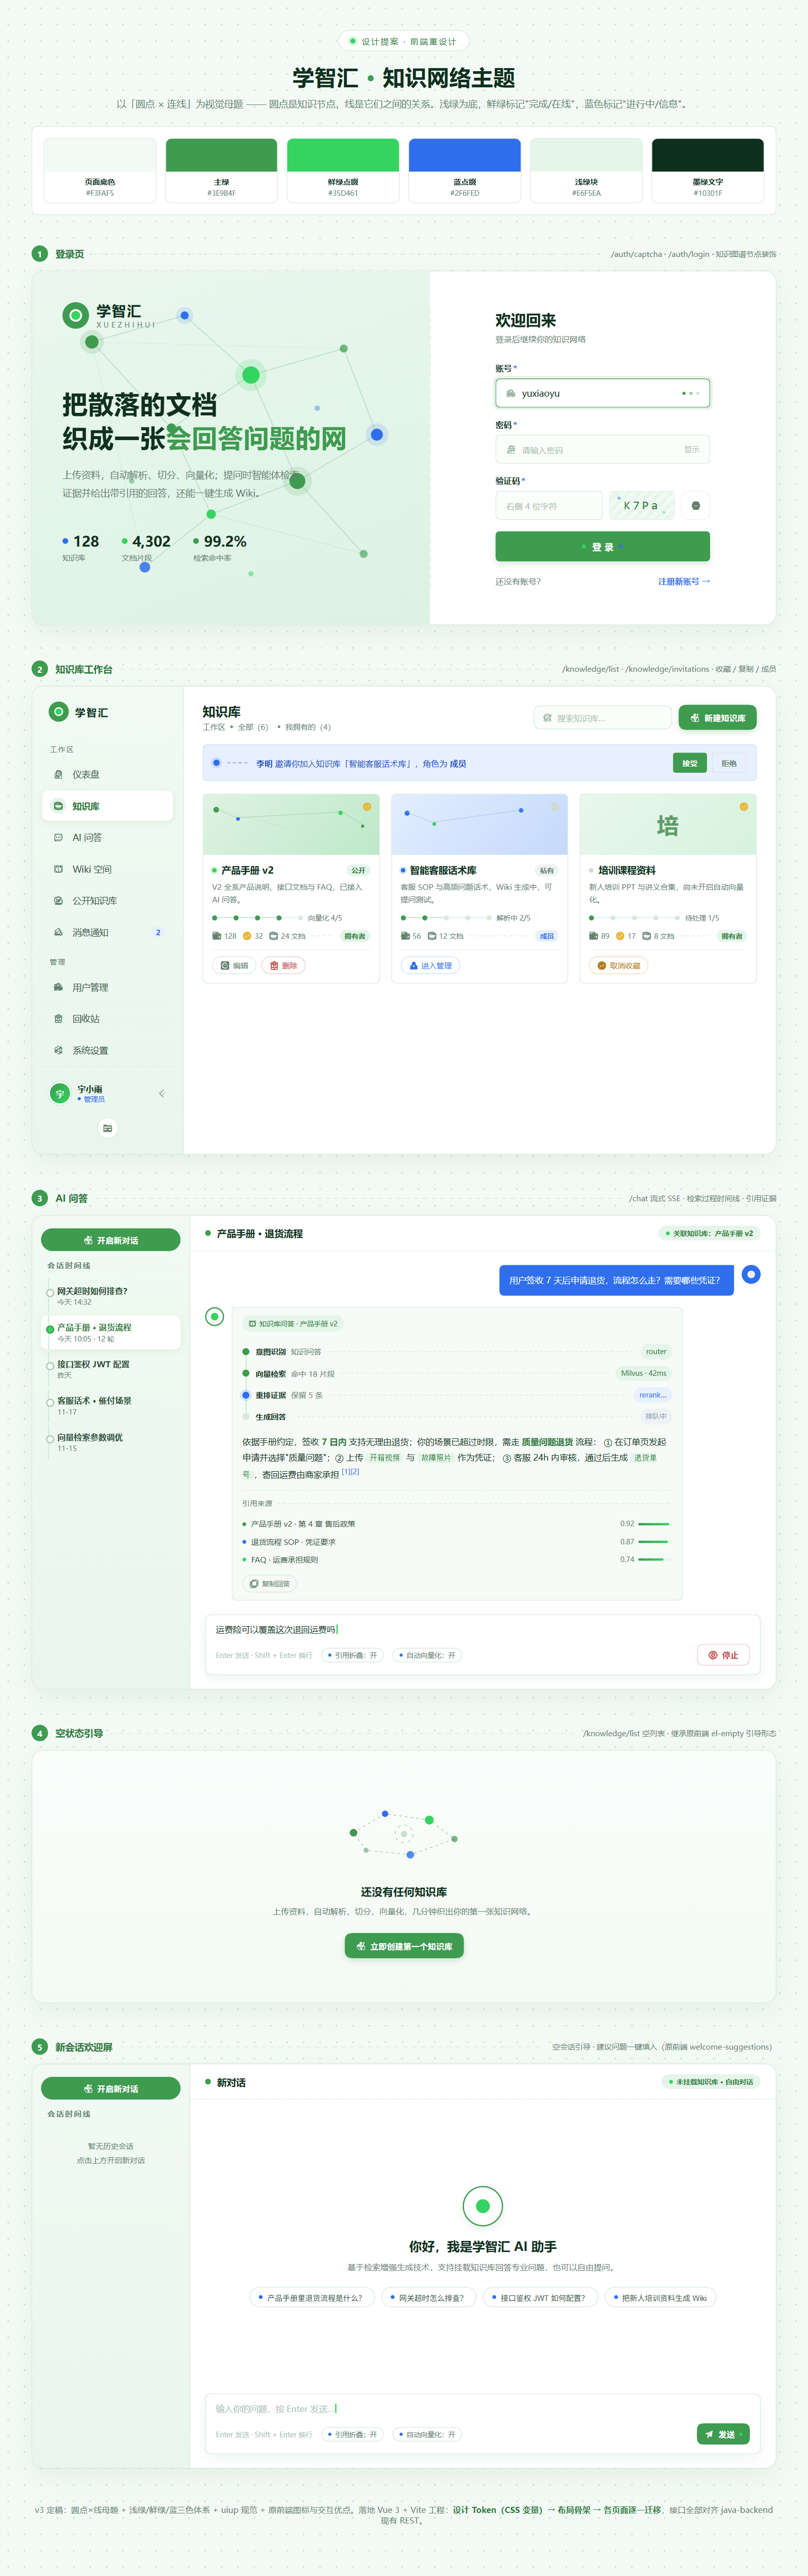 设计提案 · 前端重设计
学智汇 • 知识网络主题
以「圆点 × 连线」为视觉母题 —— 圆点是知识节点，线是它们之间的关系。浅绿为底，鲜绿标记"完成/在线"，蓝色标记"进行中/信息"。
页面底色
#F3FAF5
主绿
#3E9B4F
鲜绿点缀
#35D461
蓝点缀
#2F6FED
浅绿块
#E6F5EA
墨绿文字
#10301F
1 登录页
/auth/captcha · /auth/login · 知识图谱节点装饰
学智汇
XUEZHIHUI
把散落的文档
织成一张会回答问题的网
上传资料，自动解析、切分、向量化；提问时智能体检索
证据并给出带引用的回答，还能一键生成 Wiki。
128
知识库
4,302
文档片段
99.2%
检索命中率
欢迎回来
登录后继续你的知识网络
账号*
yuxiaoyu
密码*
请输入密码
显示
验证码*
右侧 4 位字符
K7Pa
登 录
还没有账号？
注册新账号 →
2 知识库工作台
/knowledge/list · /knowledge/invitations · 收藏 / 复制 / 成员
学智汇
工作区
仪表盘
知识库
AI 问答
Wiki 空间
公开知识库
消息通知
2
管理
用户管理
回收站
系统设置
宇
宇小雨
管理员
知识库
工作区 • 全部（6） • 我拥有的（4）
搜索知识库...
新建知识库
李明 邀请你加入知识库「智能客服话术库」，角色为 成员
接受
拒绝
产品手册 v2
公开
V2 全系产品说明、接口文档与 FAQ，已接入
AI 问答。
向量化 4/5
128 32 24 文档
拥有者
编辑
删除
智能客服话术库
私有
客服 SOP 与高频问题话术，Wiki 生成中，可
提问测试。
解析中 2/5
56 12 文档
成员
进入管理
培
培训课程资料
新人培训 PPT 与讲义合集，尚未开启自动向量
化。
待处理 1/5
89 17 8 文档
拥有者
取消收藏
3 AI 问答
/chat 流式 SSE · 检索过程时间线 · 引用证据
开启新对话
会话时间线
网关超时如何排查？
今天 14:32
产品手册 • 退货流程
今天 10:05 · 12 轮
接口鉴权 JWT 配置
昨天
客服话术 • 催付场景
11-17
向量检索参数调优
11-15
产品手册 • 退货流程
关联知识库：产品手册 v2
用户签收 7 天后申请退货，流程怎么走？需要哪些凭证？
知识库问答 · 产品手册 v2
意图识别 知识问答
router
向量检索 命中 18 片段
Milvus · 42ms
重排证据 保留 5 条
rerank...
生成回答
排队中
依据手册约定，签收 7 日内 支持无理由退货；你的场景已超过时限，需走 质量问题退货 流程： ① 在订单页发起
申请并选择"质量问题"；② 上传 开箱视频 与 故障照片 作为凭证； ③ 客服 24h 内审核，通过后生成 退货单
号 ，寄回运费由商家承担 [1][2]
引用来源
产品手册 v2 · 第 4 章 售后政策
0.92
退货流程 SOP · 凭证要求
0.87
FAQ · 运费承担规则
0.74
复制回答
运费险可以覆盖这次退回运费吗
Enter 发送 · Shift + Enter 换行
引用折叠：开
自动向量化：开
停止
4 空状态引导
/knowledge/list 空列表 · 继承原前端 el-empty 引导形态
还没有任何知识库
上传资料，自动解析、切分、向量化，几分钟织出你的第一张知识网络。
立即创建第一个知识库
5 新会话欢迎屏
空会话引导 · 建议问题一键填入（原前端 welcome-suggestions）
开启新对话
会话时间线
暂无历史会话
点击上方开启新对话
新对话
未挂载知识库 • 自由对话
你好，我是学智汇 AI 助手
基于检索增强生成技术，支持挂载知识库回答专业问题，也可以自由提问。
产品手册里退货流程是什么？
网关超时怎么排查？
接口鉴权 JWT 如何配置？
把新人培训资料生成 Wiki
输入你的问题，按 Enter 发送...
Enter 发送 · Shift + Enter 换行
引用折叠：开
自动向量化：开
发送
v3 定稿：圆点×线母题 + 浅绿/鲜绿/蓝三色体系 + uiup 规范 + 原前端图标与交互优点。落地 Vue 3 + Vite 工程：设计 Token（CSS 变量）→ 布局骨架 → 各页面逐一迁移，接口全部对齐 java-backend
现有 REST。